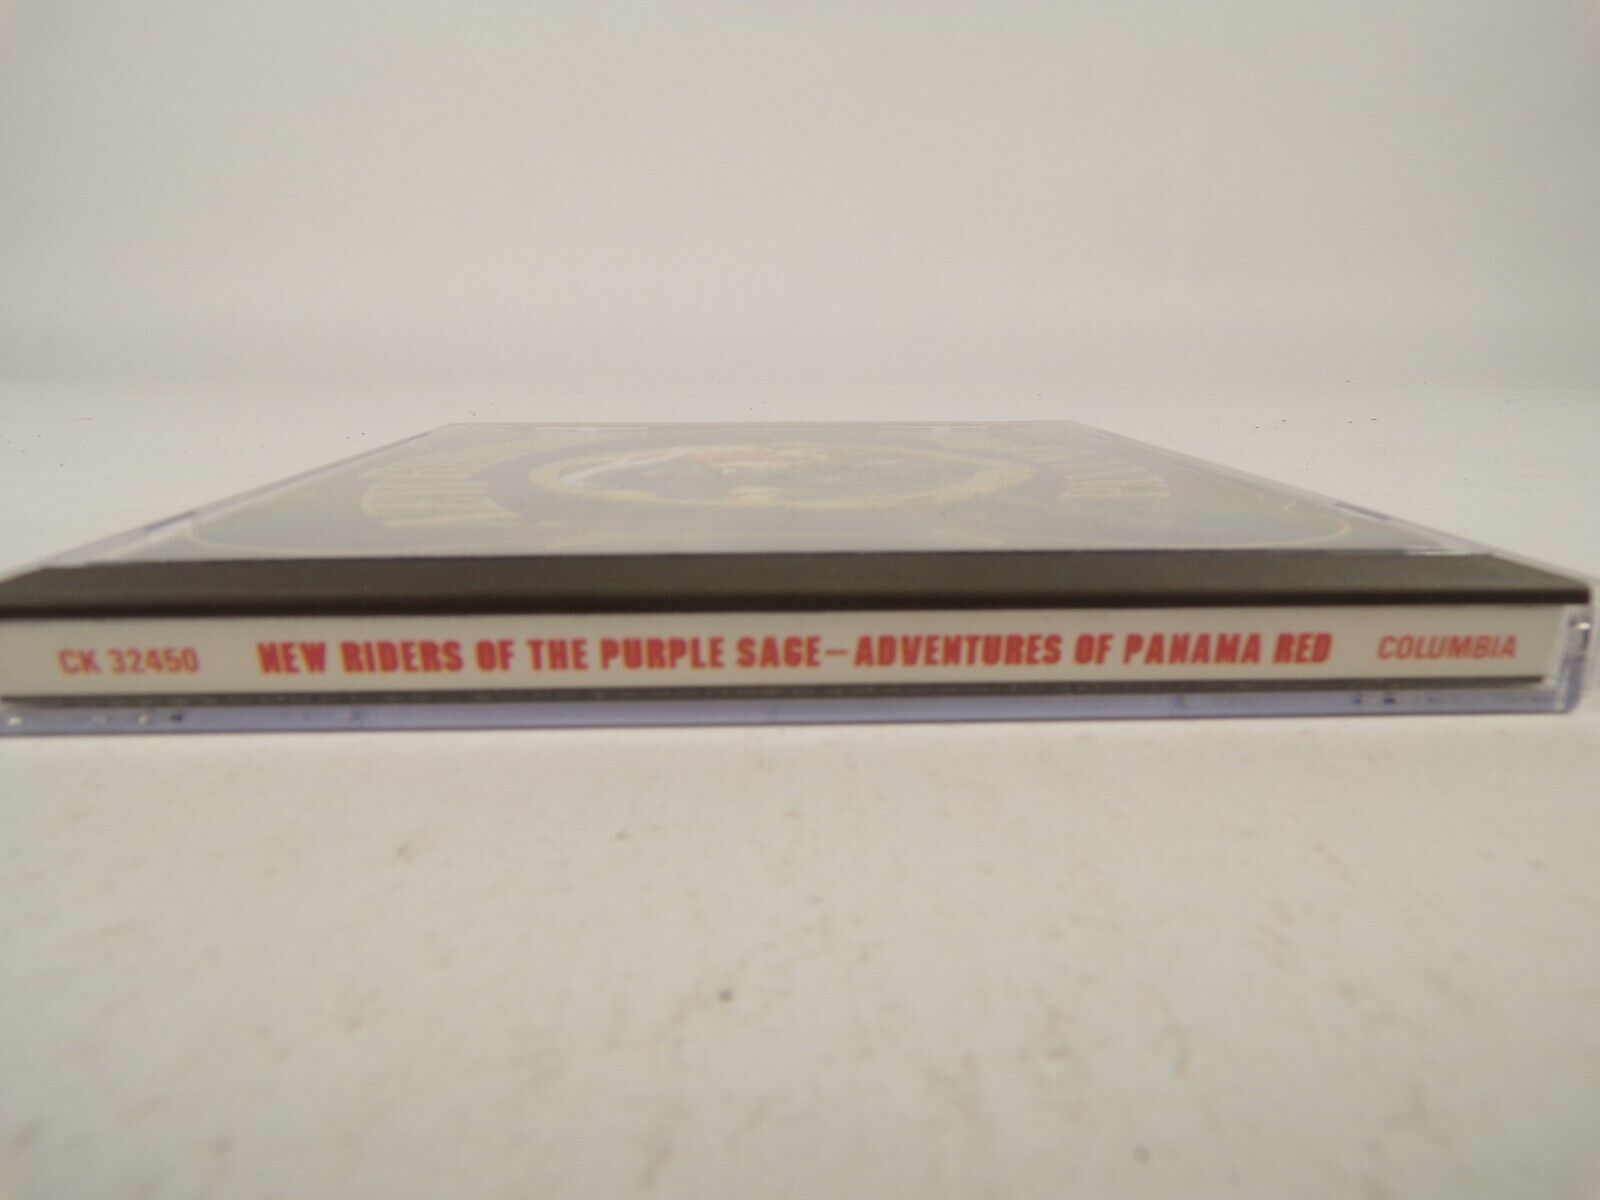 CK 32450 NEW RIDERS OF THE PURPLE SAGE—ADVENTURES OF PANAMA RED COLUMBIA